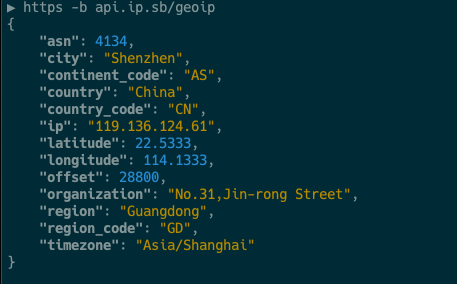 ▶ https -b api.ip.sb/geoip
{
    "asn": 4134,
    "city": "Shenzhen",
    "continent_code": "AS",
    "country": "China",
    "country_code": "CN",
    "ip": "119.136.124.61",
    "latitude": 22.5333,
    "longitude": 114.1333,
    "offset": 28800,
    "organization": "No.31,Jin-rong Street",
    "region": "Guangdong",
    "region_code": "GD",
    "timezone": "Asia/Shanghai"
}